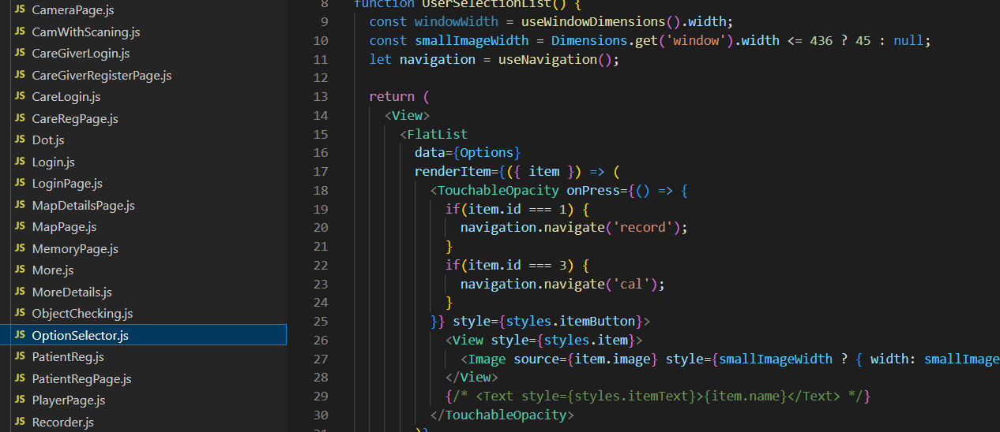 CameraPage.js
CamWithScaning.js
CareGiverLogin.js
CareGiverRegisterPage.js
CareLogin.js
CareRegPage.js
Dot.js
Login.js
LoginPage.js
MapDetailsPage.js
MapPage.js
MemoryPage.js
More.js
MoreDetails.js
ObjectChecking.js
OptionSelector.js
PatientReg.js
PatientRegPage.js
PlayerPage.js
Recorder.js
8 function UserSelectionList() {
9 const windowWidth = useWindowDimensions().width;
10 const smallImageWidth = Dimensions.get('window').width <= 436 ? 45 : null;
11 let navigation = useNavigation();
12
13 return (
14 <View>
15 <FlatList
16 data={Options}
17 renderItem={({ item }) => (
18 <TouchableOpacity onPress={() => {
19 if(item.id === 1) {
20 navigation.navigate('record');
21 }
22 if(item.id === 3) {
23 navigation.navigate('cal');
24 }
25 }} style={styles.itemButton}>
26 <View style={styles.item}>
27 <Image source={item.image} style={smallImageWidth ? { width: smallImage
28 </View>
29 {/* <Text style={styles.itemText}>{item.name}</Text> */}
30 </TouchableOpacity>
31 )}